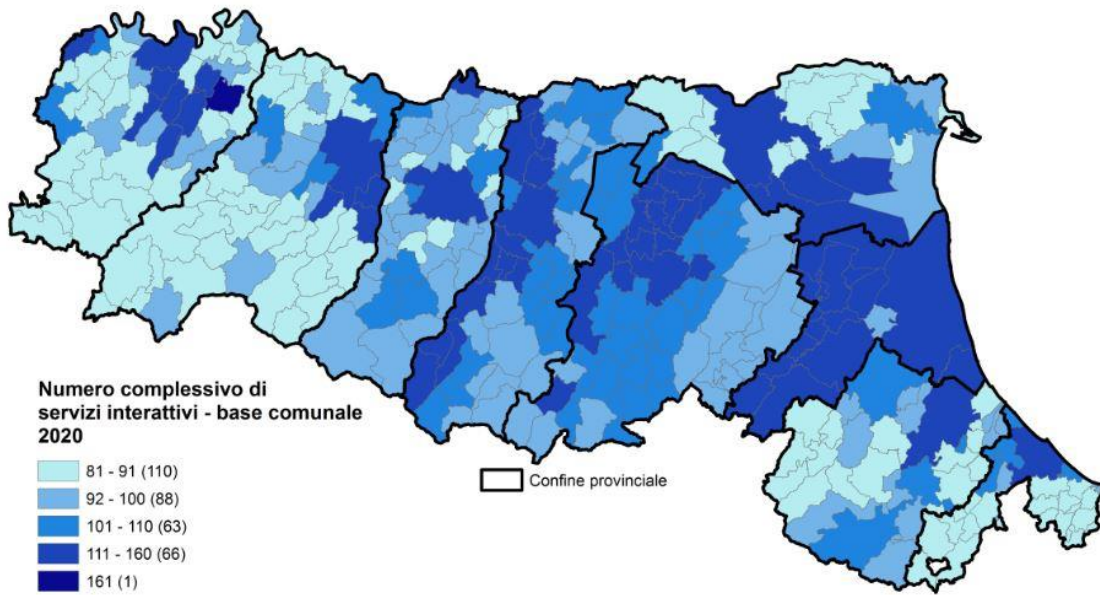 Numero complessivo di
servizi interattivi - base comunale
2020
81 - 91 (110)
92 - 100 (88)
101 - 110 (63)
111 - 160 (66)
161 (1)
Confine provinciale